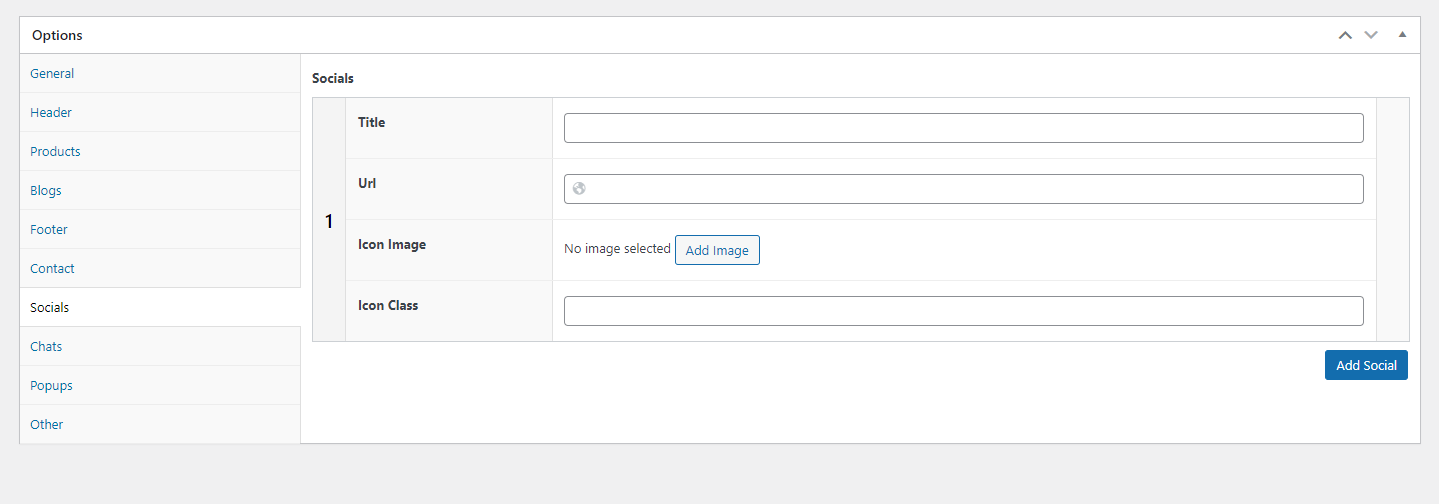 Options
General
Header
Products
Blogs
Footer
Contact
Socials
Chats
Popups
Other
Socials
1
Title
Url
Icon Image
No image selected Add Image
Icon Class
Add Social